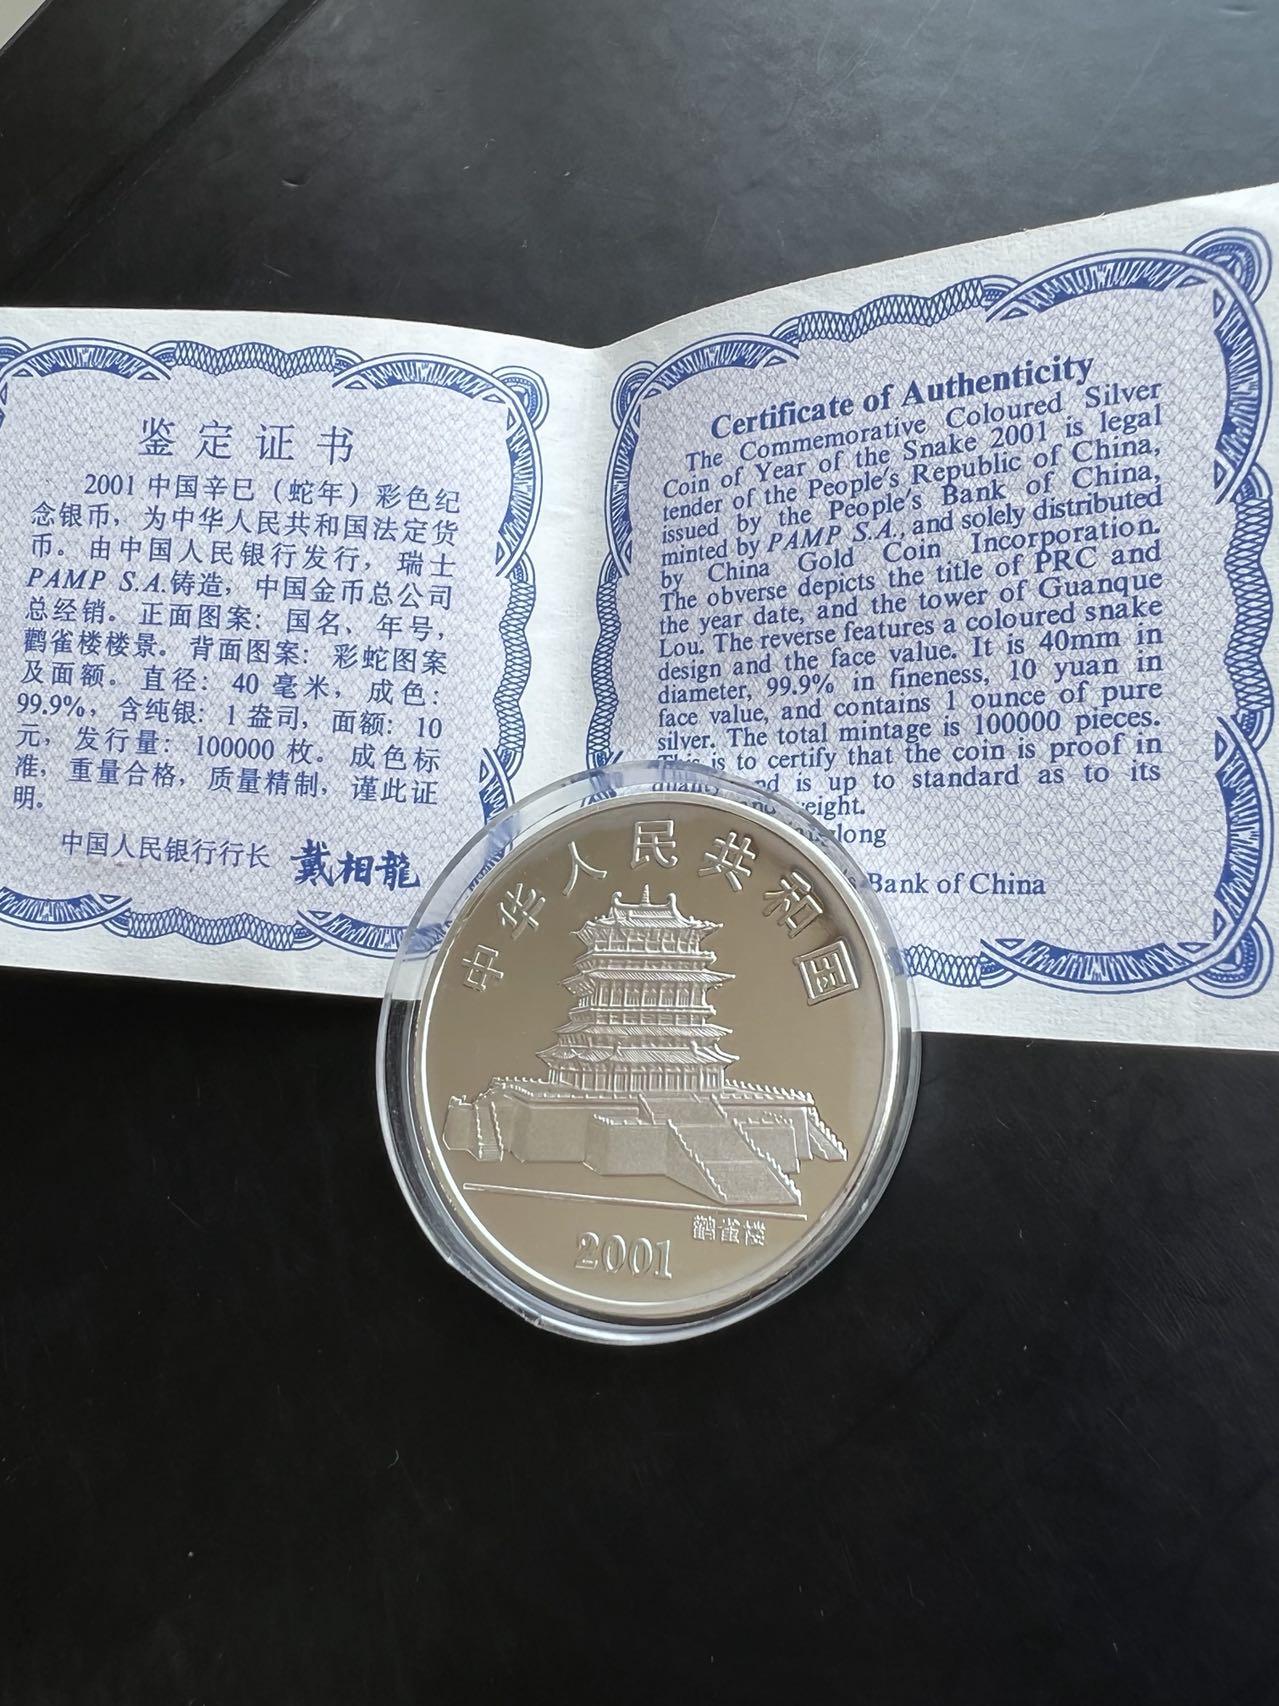 鉴定证书
2001 中国辛巳（蛇年）彩色纪
念银币，为中华人民共和国法定货
币。由中国人民银行发行，瑞士
PAMP S.A.铸造，中国金币总公司
总经销。正面图案：国名、年号，
鹳雀楼楼景。背面图案：彩蛇图案
及面额。直径：40 毫米，成色：
99.9%，含纯银：1 盎司，面额：10
元，发行量：100000 枚。成色标
准，重量合格，质量精制，谨此证
明。
中国人民银行行长 戴相龍
Certificate of Authenticity
The Commemorative Coloured Silver
Coin of Year of the Snake 2001 is legal
tender of the People's Republic of China,
issued by the People's Bank of China,
minted by PAMP S.A., and solely distributed
by China Gold Coin Incorporation.
The obverse depicts the title of PRC and
the year date, and the tower of Guanque
Lou. The reverse features a coloured snake
design and the face value. It is 40mm in
diameter, 99.9% in fineness, 10 yuan in
face value, and contains 1 ounce of pure
silver. The total mintage is 100000 pieces.
This is to certify that the coin is proof in
quality and is up to standard as to its
and weight.
Bank of China
中华人民共和国
鹳雀楼
2001